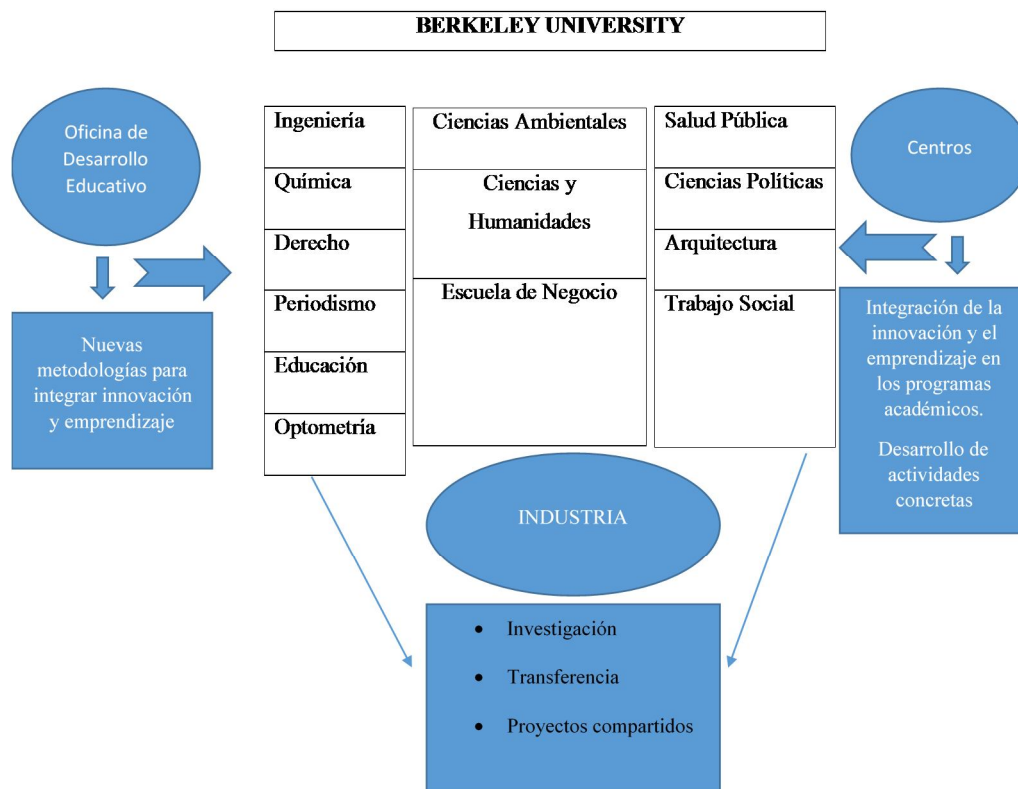 BERKELEY UNIVERSITY
Oficina de
Desarrollo
Educativo
Nuevas
metodologías para
integrar innovación
y emprendizaje
Ingeniería
Química
Derecho
Periodismo
Educación
Optometría
Ciencias Ambientales
Ciencias y
Humanidades
Escuela de Negocio
Salud Pública
Ciencias Políticas
Arquitectura
Trabajo Social
Centros
Integración de la
innovación y el
emprendizaje en
los programas
académicos.
Desarrollo de
actividades
concretas
INDUSTRIA
• Investigación
• Transferencia
• Proyectos compartidos